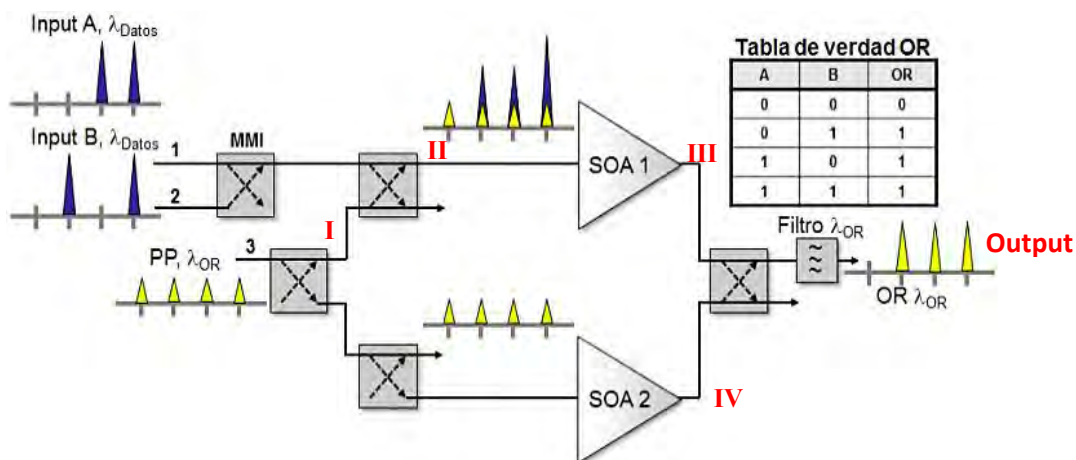 Input A, λDatos
Input B, λDatos
1
2
MMI
I
3
PP, λOR
II
SOA 1
III
SOA 2
IV
Tabla de verdad OR
A B OR
0 0 0
0 1 1
1 0 1
1 1 1
Filtro λOR
~
~
~
Output
OR λOR